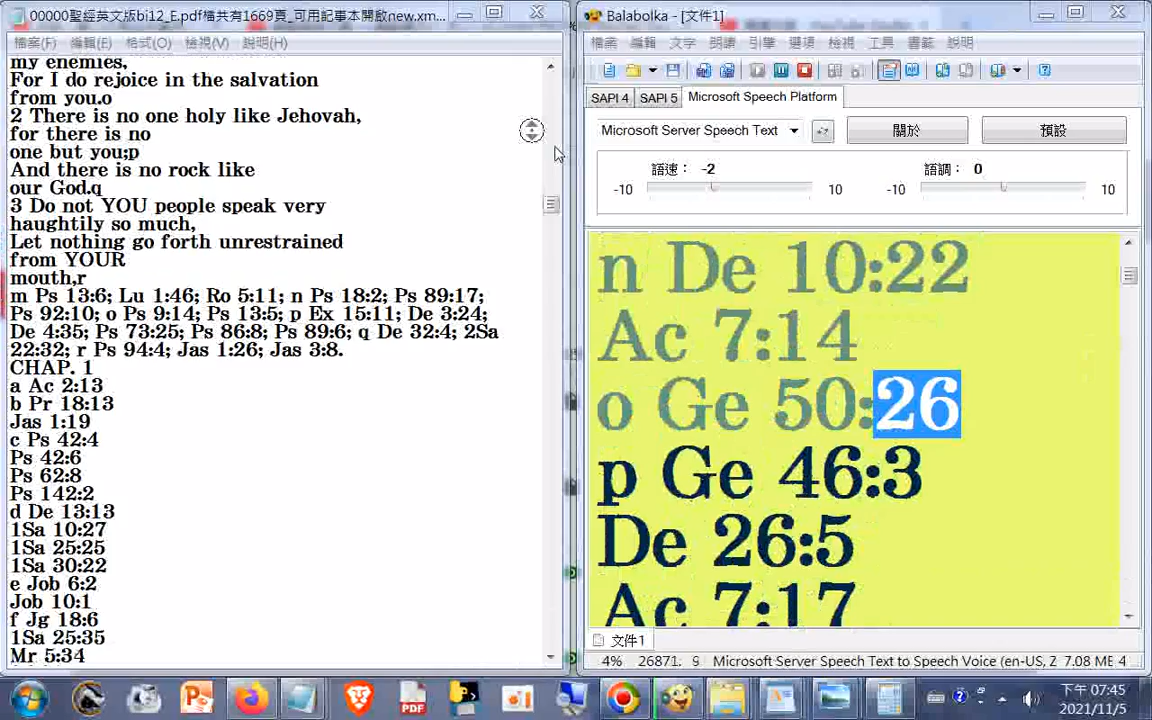 00000聖經英文版bi12_E.pdf檔共有1669頁_可用記事本開啟new.xm...
檔案(F) 編輯(E) 格式(O) 檢視(V) 說明(H)
my enemies,
For I do rejoice in the salvation
from you.o
2 There is no one holy like Jehovah,
for there is no
one but you;p
And there is no rock like
our God.q
3 Do not YOU people speak very
haughtily so much,
Let nothing go forth unrestrained
from YOUR
mouth,r
m Ps 13:6; Lu 1:46; Ro 5:11; n Ps 18:2; Ps 89:17;
Ps 92:10; o Ps 9:14; Ps 13:5; p Ex 15:11; De 3:24;
De 4:35; Ps 73:25; Ps 86:8; Ps 89:6; q De 32:4; 2Sa
22:32; r Ps 94:4; Jas 1:26; Jas 3:8.
CHAP. 1
a Ac 2:13
b Pr 18:13
Jas 1:19
c Ps 42:4
Ps 42:6
Ps 62:8
Ps 142:2
d De 13:13
1Sa 10:27
1Sa 25:25
1Sa 30:22
e Job 6:2
Job 10:1
f Jg 18:6
1Sa 25:35
Mr 5:34
Balabolka - [文件1]
檔案 編輯 文字 朗讀 引擎 選項 檢視 工具 書籤 說明
SAPI 4 SAPI 5 Microsoft Speech Platform
Microsoft Server Speech Text 關於 預設
語速： -2 語調： 0
-10 10 -10 10
n De 10:22
Ac 7:14
o Ge 50:26
p Ge 46:3
De 26:5
Ac 7:17
文件1
4% 26871. 9 Microsoft Server Speech Text to Speech Voice (en-US, Z 7.08 ME 4
下午 07:45
2021/11/5